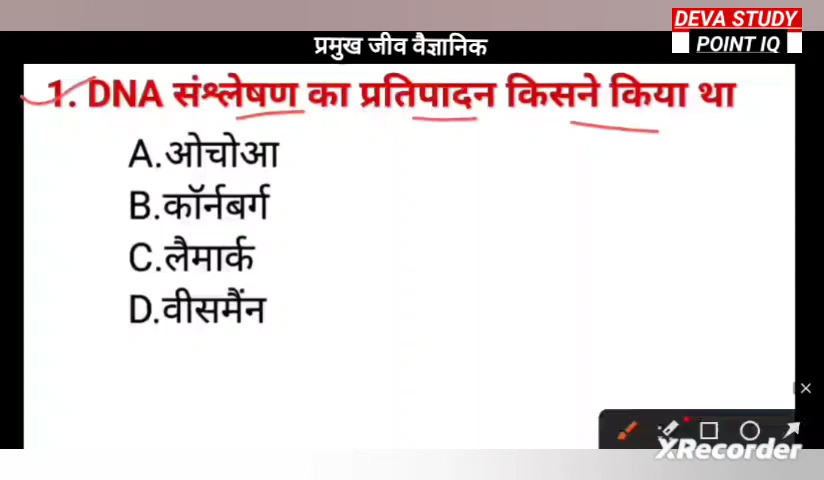 DEVA STUDY
POINT IQ
प्रमुख जीव वैज्ञानिक
1. DNA संश्लेषण का प्रतिपादन किसने किया था
A.ओचोआ
B.कॉर्नबर्ग
C.लैमार्क
D.वीसमैंन
XRecorder